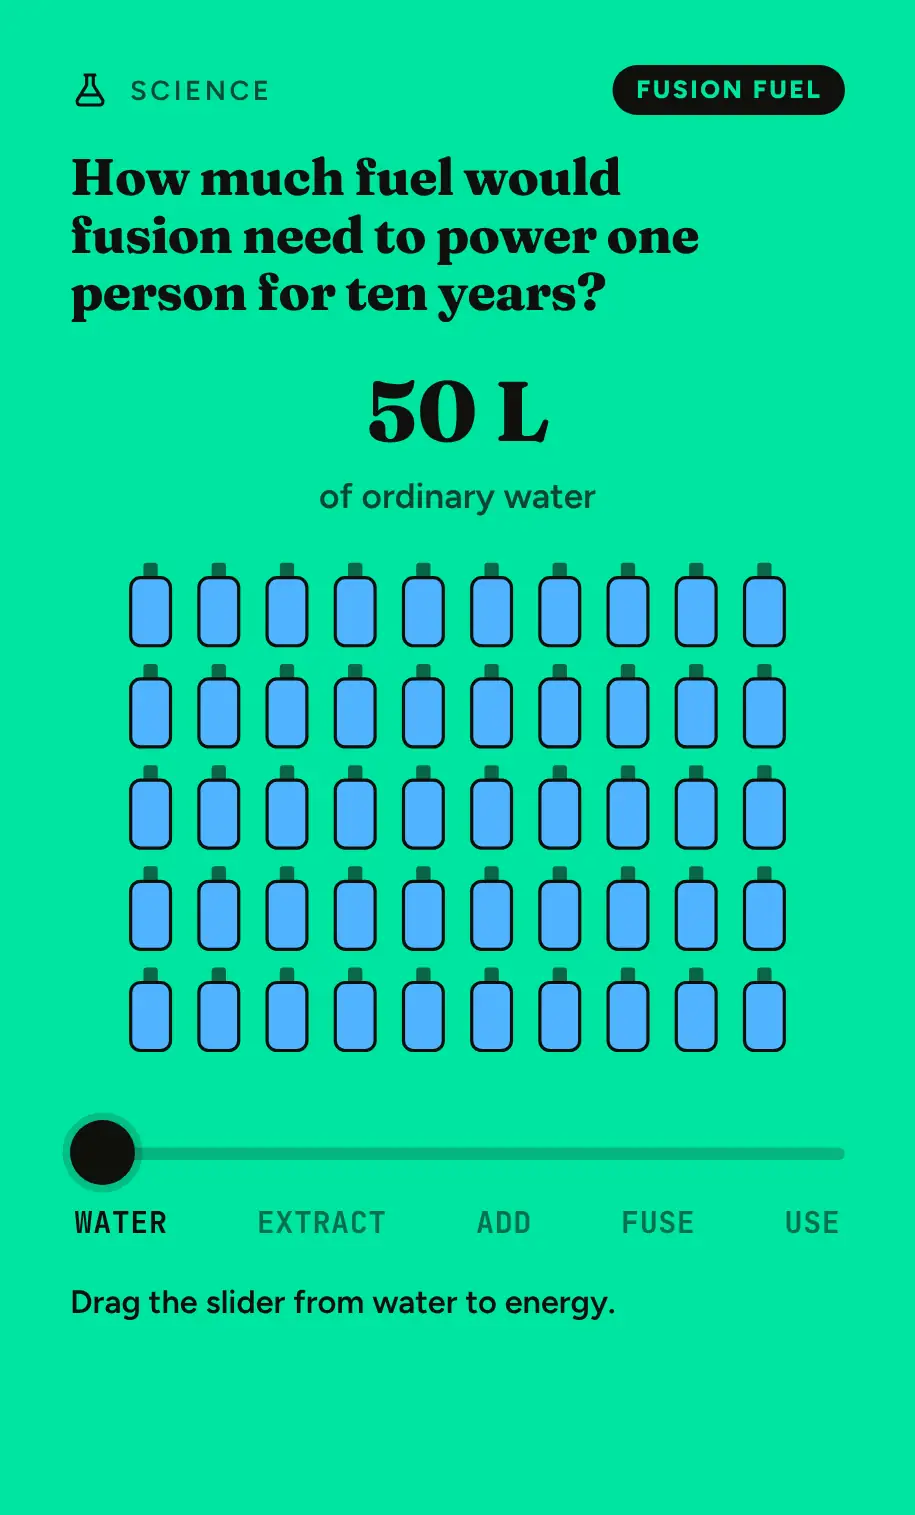 SCIENCE
FUSION FUEL
How much fuel would
fusion need to power one
person for ten years?
50 L
of ordinary water
WATER EXTRACT ADD FUSE USE
Drag the slider from water to energy.